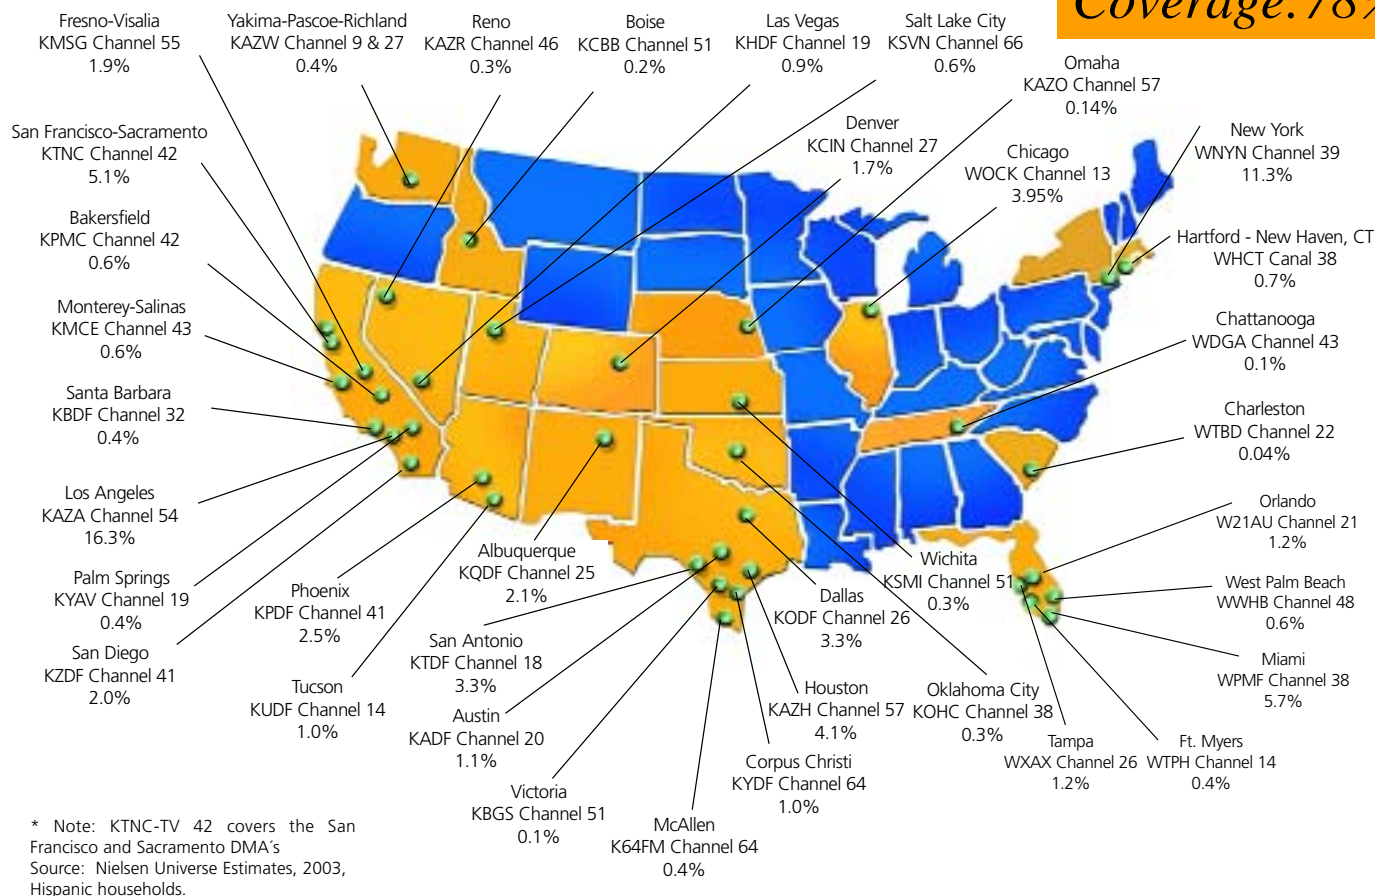 Coverage: 78%
Fresno-Visalia
KMSG Channel 55
1.9%
Yakima-Pascoe-Richland
KAZW Channel 9 & 27
0.4%
Reno
KAZR Channel 46
0.3%
Boise
KCBB Channel 51
0.2%
Las Vegas
KHDF Channel 19
0.9%
Salt Lake City
KSVN Channel 66
0.6%
Omaha
KAZO Channel 57
0.14%
San Francisco-Sacramento
KTNC Channel 42
5.1%
Denver
KCIN Channel 27
1.7%
Chicago
WOCK Channel 13
3.95%
New York
WNYN Channel 39
11.3%
Bakersfield
KPMC Channel 42
0.6%
Hartford - New Haven, CT
WHCT Canal 38
0.7%
Monterey-Salinas
KMCE Channel 43
0.6%
Chattanooga
WDGA Channel 43
0.1%
Santa Barbara
KBDF Channel 32
0.4%
Charleston
WTBD Channel 22
0.04%
Los Angeles
KAZA Channel 54
16.3%
Orlando
W21AU Channel 21
1.2%
Palm Springs
KYAV Channel 19
0.4%
Phoenix
KPDF Channel 41
2.5%
Albuquerque
KQDF Channel 25
2.1%
Wichita
KSMI Channel 51
0.3%
Dallas
KODF Channel 26
3.3%
West Palm Beach
WWHB Channel 48
0.6%
San Diego
KZDF Channel 41
2.0%
San Antonio
KTDF Channel 18
3.3%
Miami
WPMF Channel 38
5.7%
Tucson
KUDF Channel 14
1.0%
Austin
KADF Channel 20
1.1%
Houston
KAZH Channel 57
4.1%
Oklahoma City
KOHC Channel 38
0.3%
Tampa
WXAX Channel 26
1.2%
Ft. Myers
WTPH Channel 14
0.4%
Corpus Christi
KYDF Channel 64
1.0%
Victoria
KBGS Channel 51
0.1%
McAllen
K64FM Channel 64
0.4%
* Note: KTNC-TV 42 covers the San
Francisco and Sacramento DMA´s
Source: Nielsen Universe Estimates, 2003,
Hispanic households.